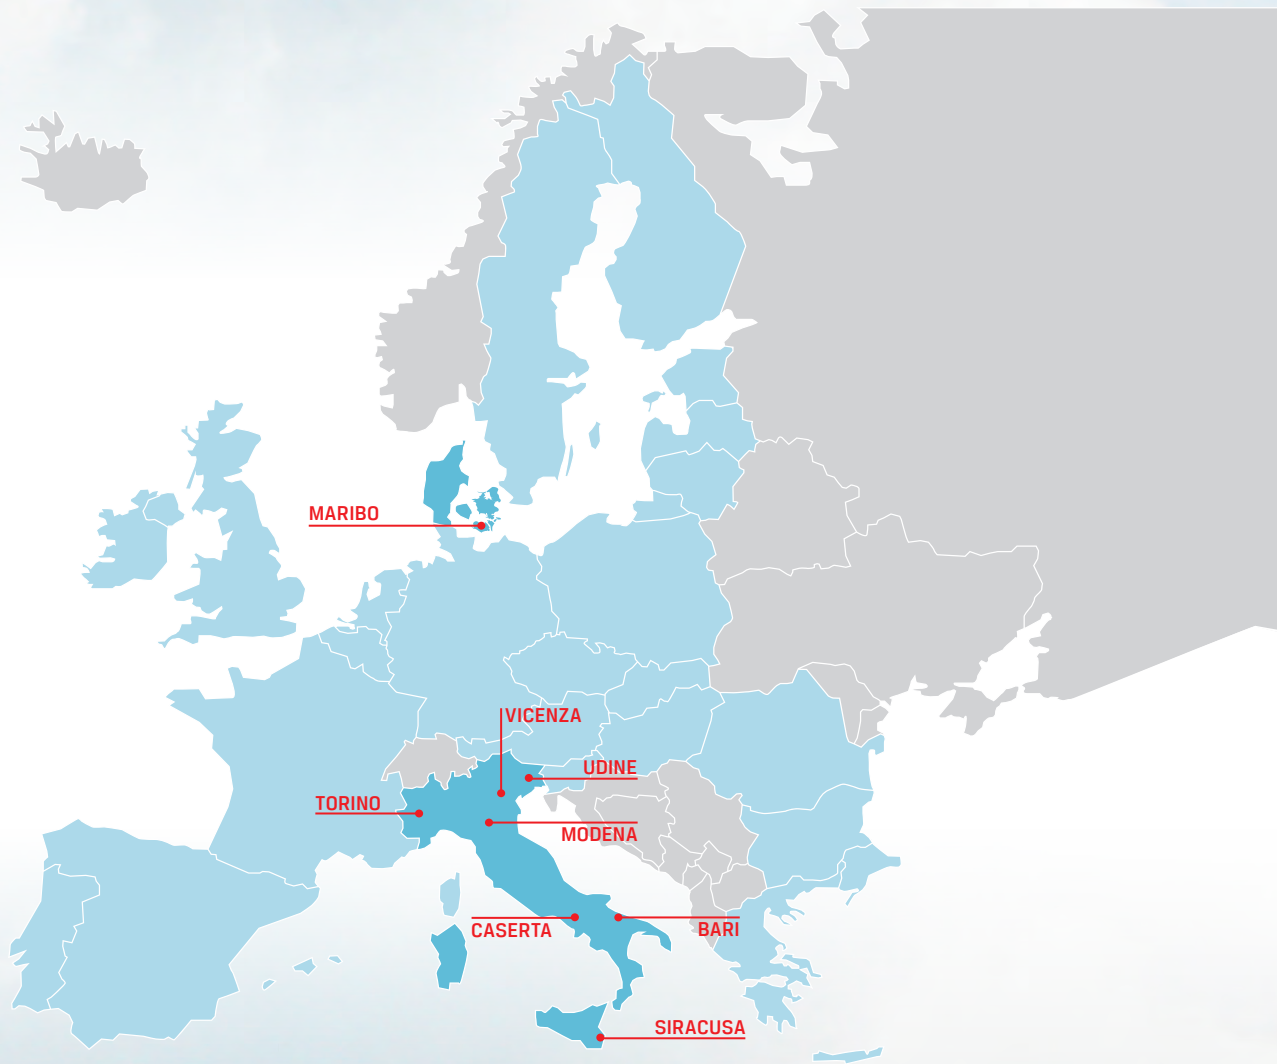 MARIBO
VICENZA
UDINE
TORINO
MODENA
CASERTA
BARI
SIRACUSA